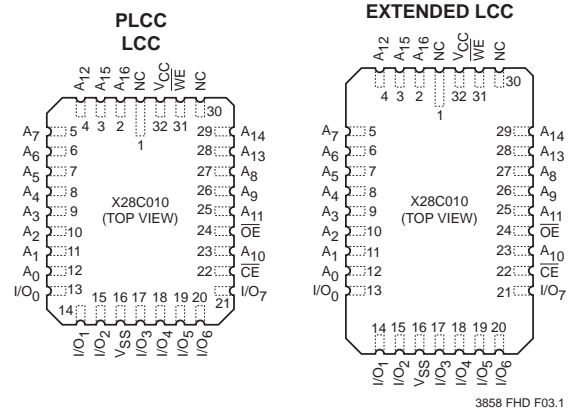 PLCC
LCC
A12 A15 A16 NC VCC WE NC
4 3 2 1 32 31 30
A7 5 29 A14
A6 6 28 A13
A5 7 27 A8
A4 8 26 A9
A3 9 25 A11
A2 10 24 OE
A1 11 23 A10
A0 12 22 CE
I/O0 13 21 I/O7
X28C010
(TOP VIEW)
14 15 16 17 18 19 20
I/O1 I/O2 VSS I/O3 I/O4 I/O5 I/O6
EXTENDED LCC
A12 A15 A16 NC VCC WE NC
4 3 2 1 32 31 30
A7 5 29 A14
A6 6 28 A13
A5 7 27 A8
A4 8 26 A9
A3 9 25 A11
A2 10 24 OE
A1 11 23 A10
A0 12 22 CE
I/O0 13 21 I/O7
X28C010
(TOP VIEW)
14 15 16 17 18 19 20
I/O1 I/O2 VSS I/O3 I/O4 I/O5 I/O6
3858 FHD F03.1